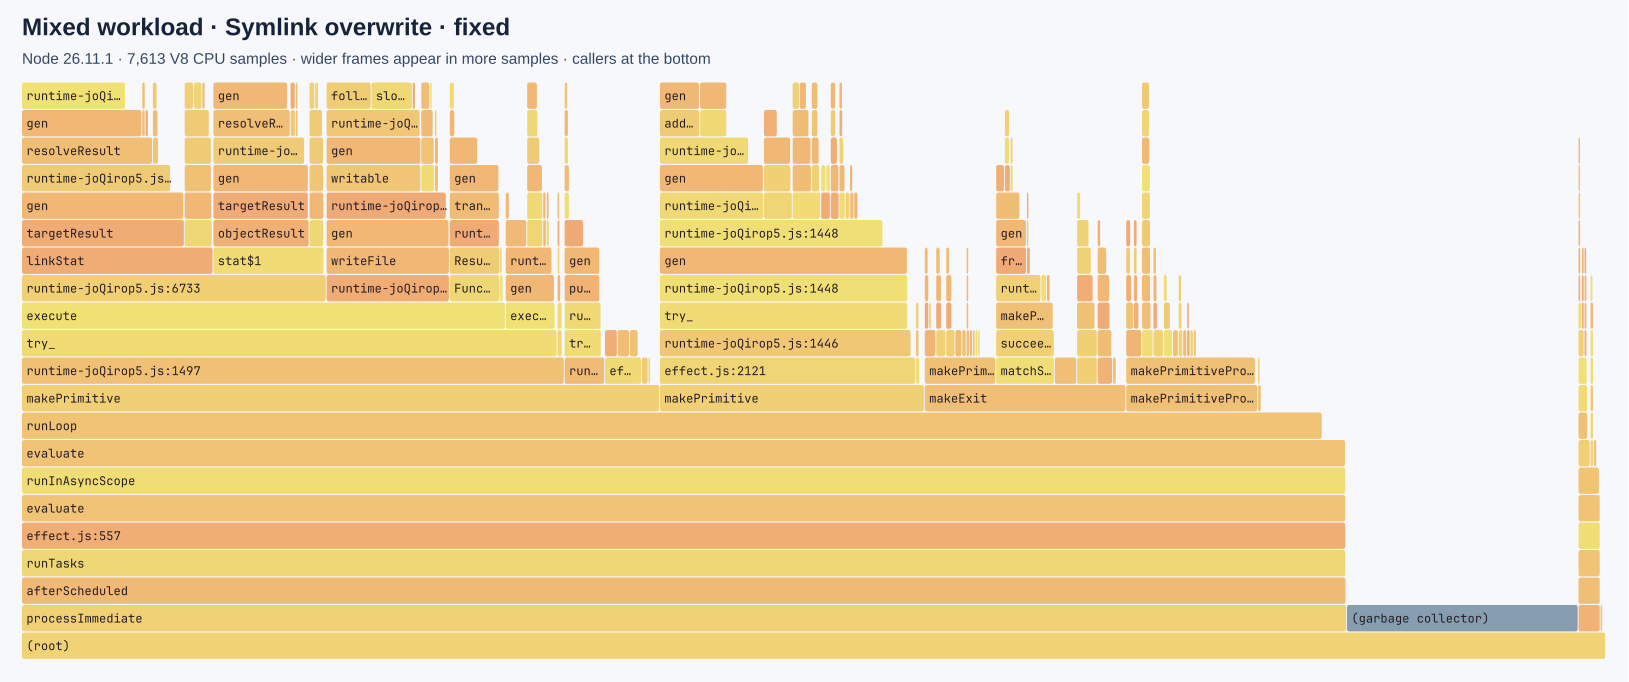 Mixed workload · Symlink overwrite · fixed
Node 26.11.1 · 7,613 V8 CPU samples · wider frames appear in more samples · callers at the bottom
runtime-joQi… gen foll… slo… gen
gen resolveR… runtime-joQ… add…
resolveResult runtime-jo… gen runtime-jo…
runtime-joQirop5.js… gen writable gen gen
gen targetResult runtime-joQirop… tran… runtime-joQi…
targetResult objectResult gen runt… runtime-joQirop5.js:1448 gen
linkStat stat$1 writeFile Resu… runt… gen gen fr…
runtime-joQirop5.js:6733 runtime-joQirop… Func… gen pu… runtime-joQirop5.js:1448 runt…
execute exec… ru… try_ makeP…
try_ tr… runtime-joQirop5.js:1446 succee…
runtime-joQirop5.js:1497 run… ef… effect.js:2121 makePrim… matchS… makePrimitivePro…
makePrimitive makePrimitive makeExit makePrimitivePro…
runLoop
evaluate
runInAsyncScope
evaluate
effect.js:557
runTasks
afterScheduled
processImmediate (garbage collector)
(root)